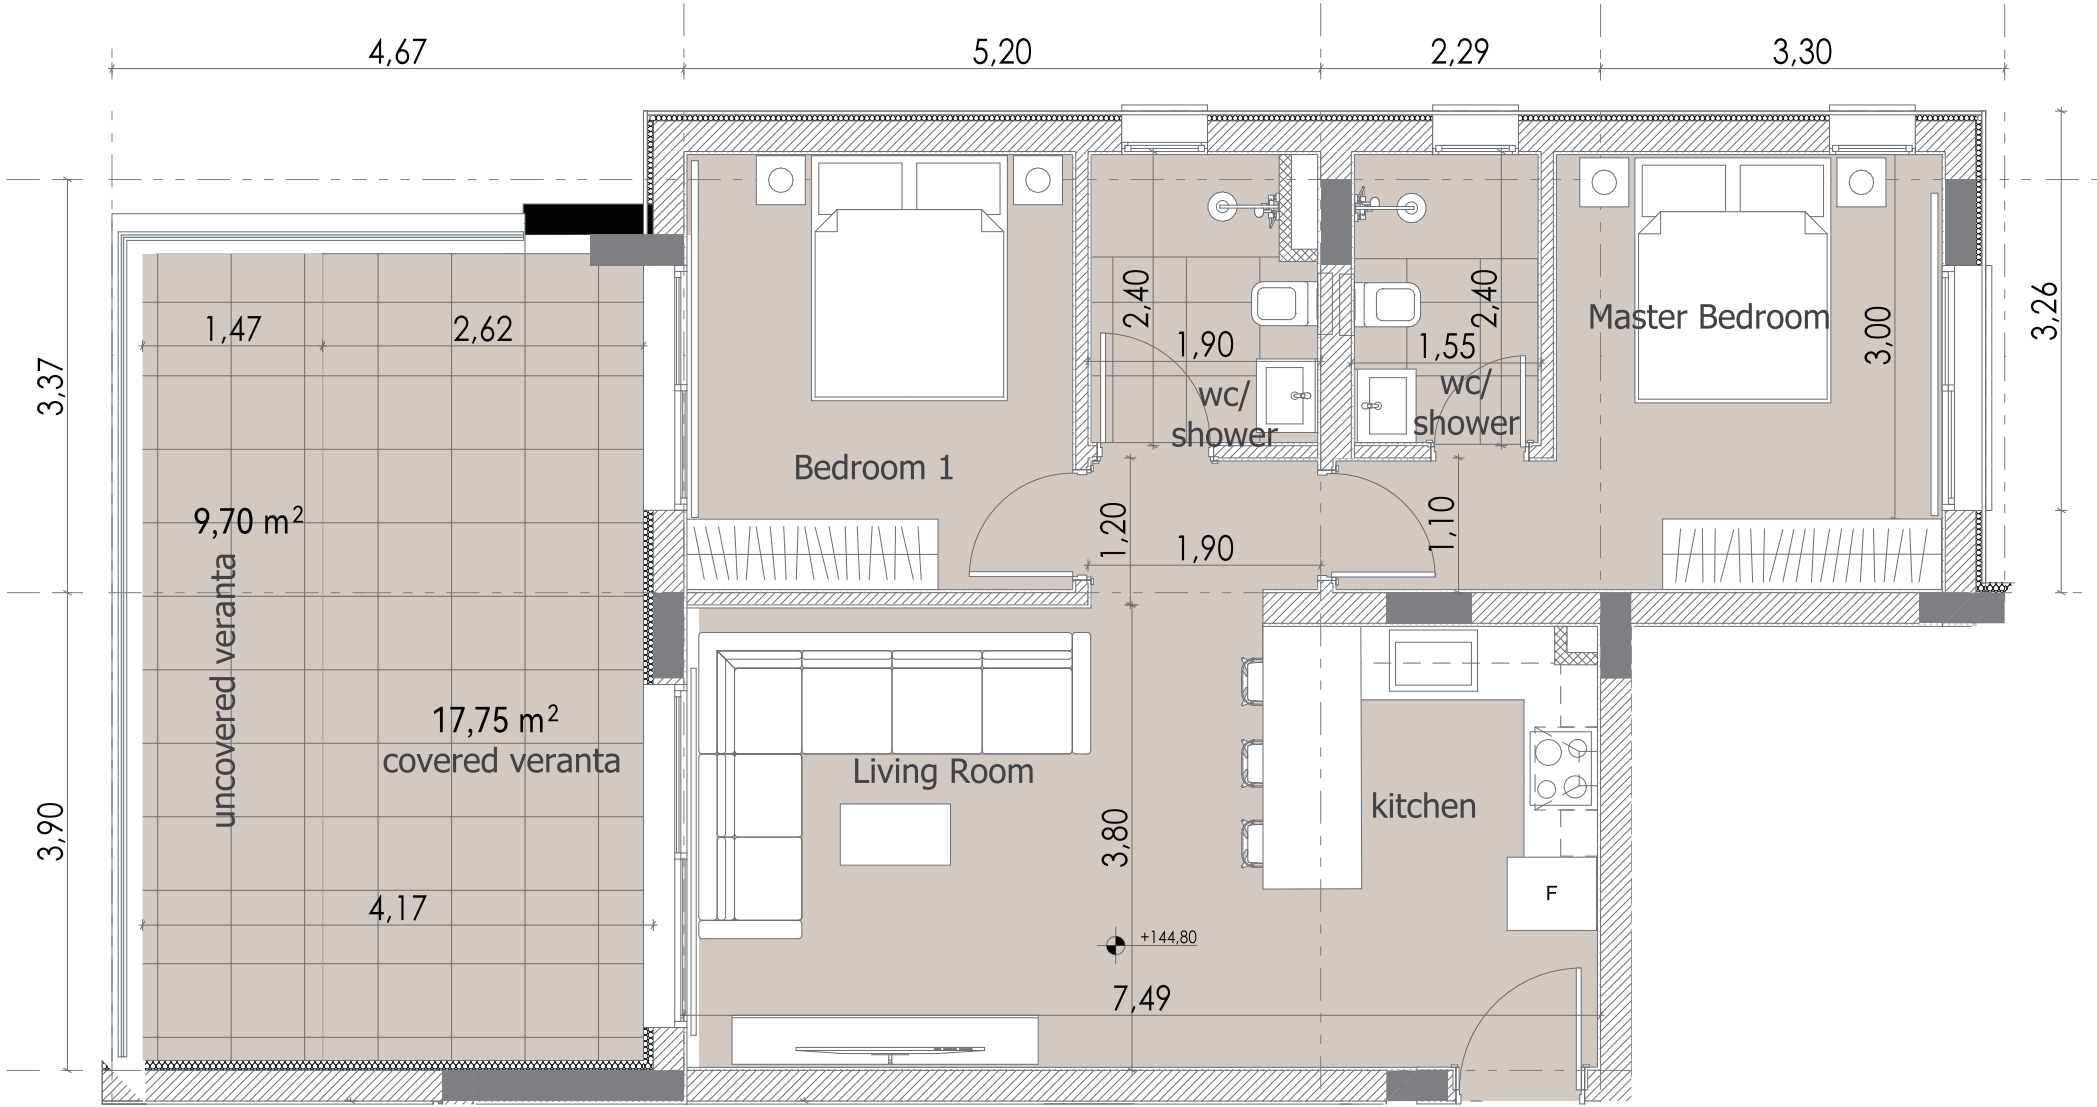 4,67
5,20
2,29
3,30
3,37
3,90
3,26
1,47
2,62
9,70 m²
uncovered veranta
17,75 m²
covered veranta
4,17
Bedroom 1
2,40
1,90
wc/
shower
2,40
1,55
wc/
shower
Master Bedroom
3,00
1,20
1,90
1,10
Living Room
kitchen
3,80
F
+144,80
7,49